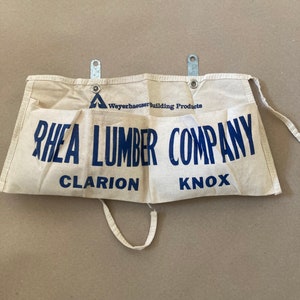 Weyerhaeuser Building Products
RHEA LUMBER COMPANY
CLARION KNOX